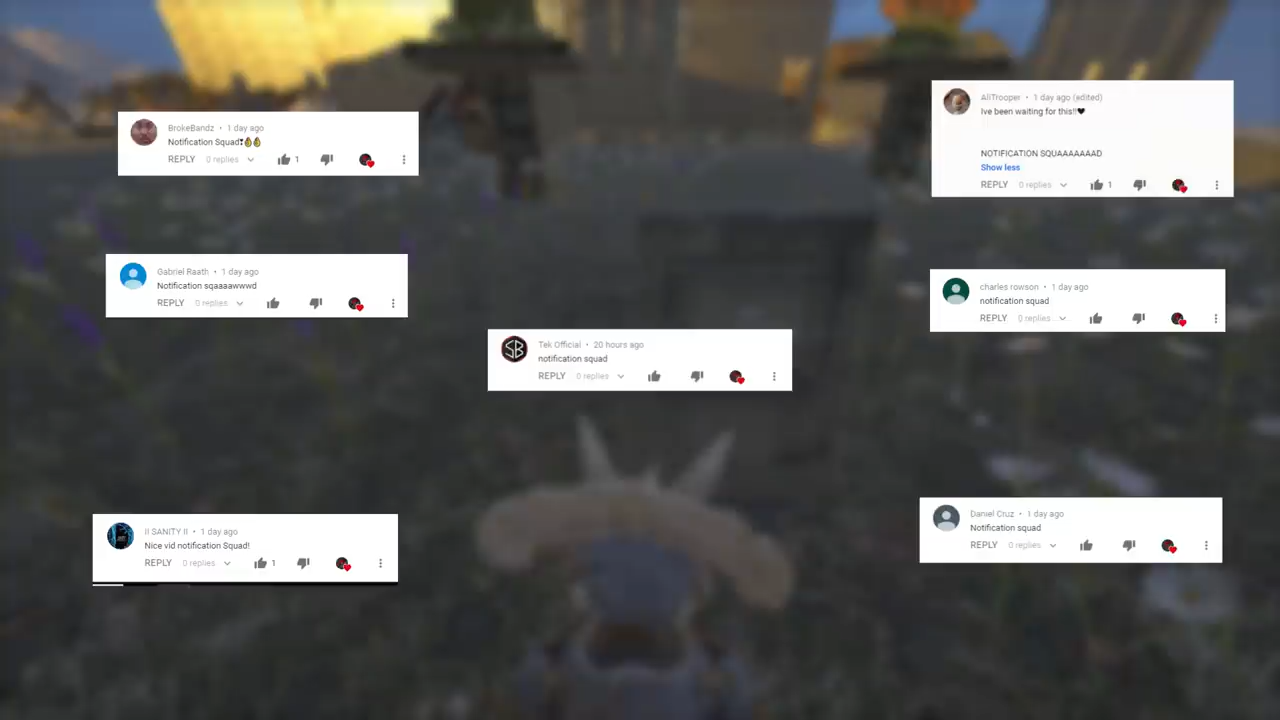 BrokeBandz • 1 day ago
Notification Squad❣
REPLY 0 replies 1
AliTrooper • 1 day ago (edited)
Ive been waiting for this!!🖤
NOTIFICATION SQUAAAAAAAD
Show less
REPLY 0 replies 1
Gabriel Raath • 1 day ago
Notification sqaaaawwwd
REPLY 0 replies
charles rowson • 1 day ago
notification squad
REPLY 0 replies
SB
Tek Official • 20 hours ago
notification squad
REPLY 0 replies
II SANITY II • 1 day ago
Nice vid notification Squad!
REPLY 0 replies 1
Daniel Cruz • 1 day ago
Notification squad
REPLY 0 replies